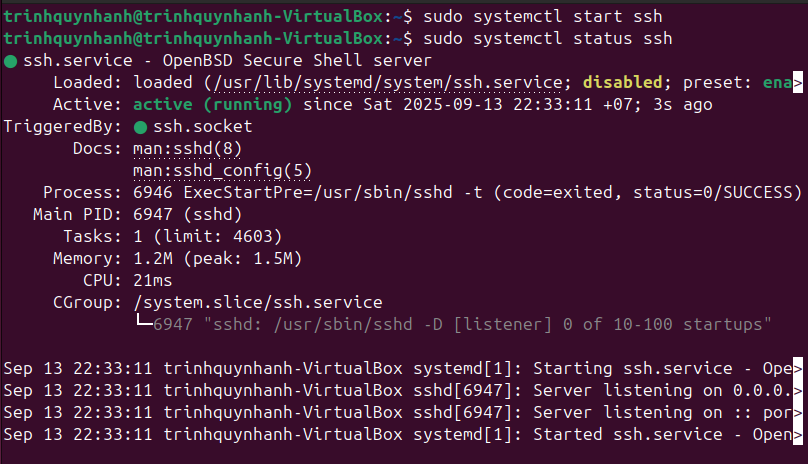 trinhquynhanh@trinhquynhanh-VirtualBox:~$ sudo systemctl start ssh
trinhquynhanh@trinhquynhanh-VirtualBox:~$ sudo systemctl status ssh
● ssh.service - OpenBSD Secure Shell server
     Loaded: loaded (/usr/lib/systemd/system/ssh.service; disabled; preset: ena>
     Active: active (running) since Sat 2025-09-13 22:33:11 +07; 3s ago
TriggeredBy: ● ssh.socket
       Docs: man:sshd(8)
             man:sshd_config(5)
    Process: 6946 ExecStartPre=/usr/sbin/sshd -t (code=exited, status=0/SUCCESS)
   Main PID: 6947 (sshd)
      Tasks: 1 (limit: 4603)
     Memory: 1.2M (peak: 1.5M)
        CPU: 21ms
     CGroup: /system.slice/ssh.service
             └─6947 "sshd: /usr/sbin/sshd -D [listener] 0 of 10-100 startups"

Sep 13 22:33:11 trinhquynhanh-VirtualBox systemd[1]: Starting ssh.service - Ope>
Sep 13 22:33:11 trinhquynhanh-VirtualBox sshd[6947]: Server listening on 0.0.0.>
Sep 13 22:33:11 trinhquynhanh-VirtualBox sshd[6947]: Server listening on :: por>
Sep 13 22:33:11 trinhquynhanh-VirtualBox systemd[1]: Started ssh.service - Open>